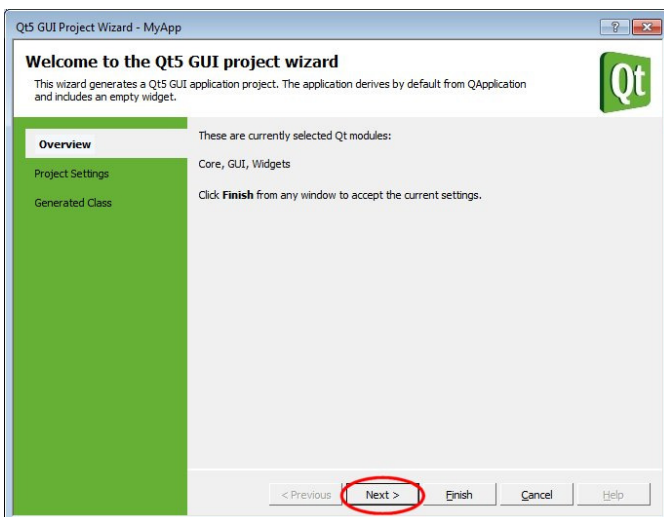 Qt5 GUI Project Wizard - MyApp
Welcome to the Qt5 GUI project wizard
This wizard generates a Qt5 GUI application project. The application derives by default from QApplication
and includes an empty widget.
Qt
Overview
Project Settings
Generated Class
These are currently selected Qt modules:
Core, GUI, Widgets
Click Finish from any window to accept the current settings.
< Previous
Next >
Finish
Cancel
Help